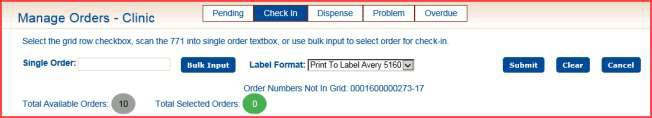 Manage Orders - Clinic
Pending Check In Dispense Problem Overdue
Select the grid row checkbox, scan the 771 into single order textbox, or use bulk input to select order for check-in.
Single Order: Bulk Input Label Format: Print To Label Avery 5160 Submit Clear Cancel
Order Numbers Not In Grid: 0001600000273-17
Total Available Orders: 10 Total Selected Orders: 0